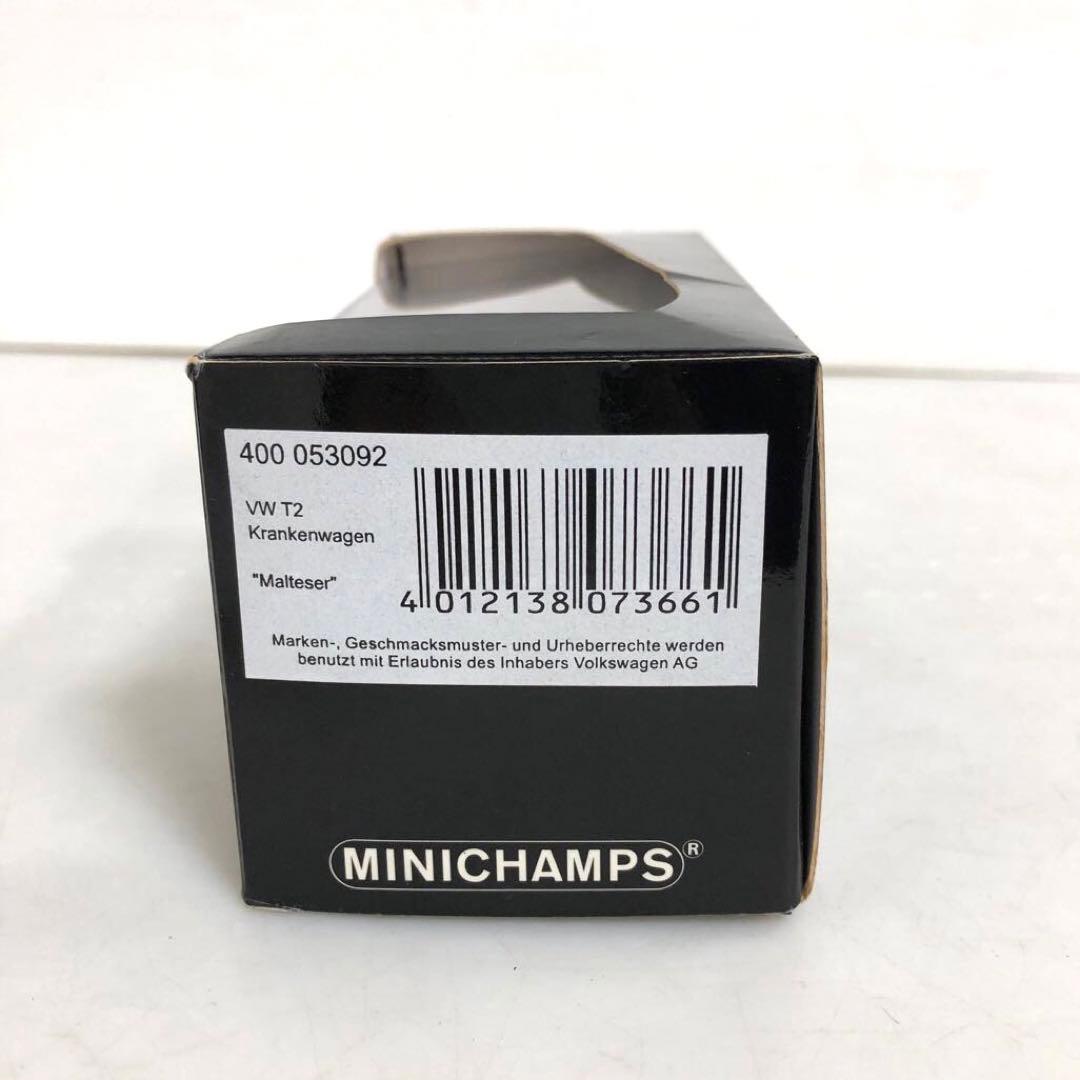 400 053092
VW T2
Krankenwagen
"Malteser"
4 012138 073661
Marken-, Geschmacksmuster- und Urheberrechte werden
benutzt mit Erlaubnis des Inhabers Volkswagen AG
MINICHAMPS®